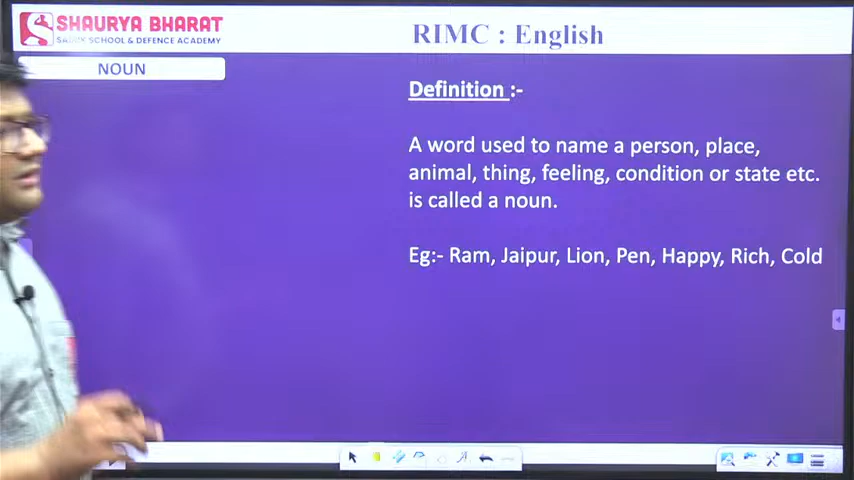 SHAURYA BHARAT
SAINIK SCHOOL & DEFENCE ACADEMY
RIMC : English
NOUN
Definition :-
A word used to name a person, place,
animal, thing, feeling, condition or state etc.
is called a noun.
Eg:- Ram, Jaipur, Lion, Pen, Happy, Rich, Cold